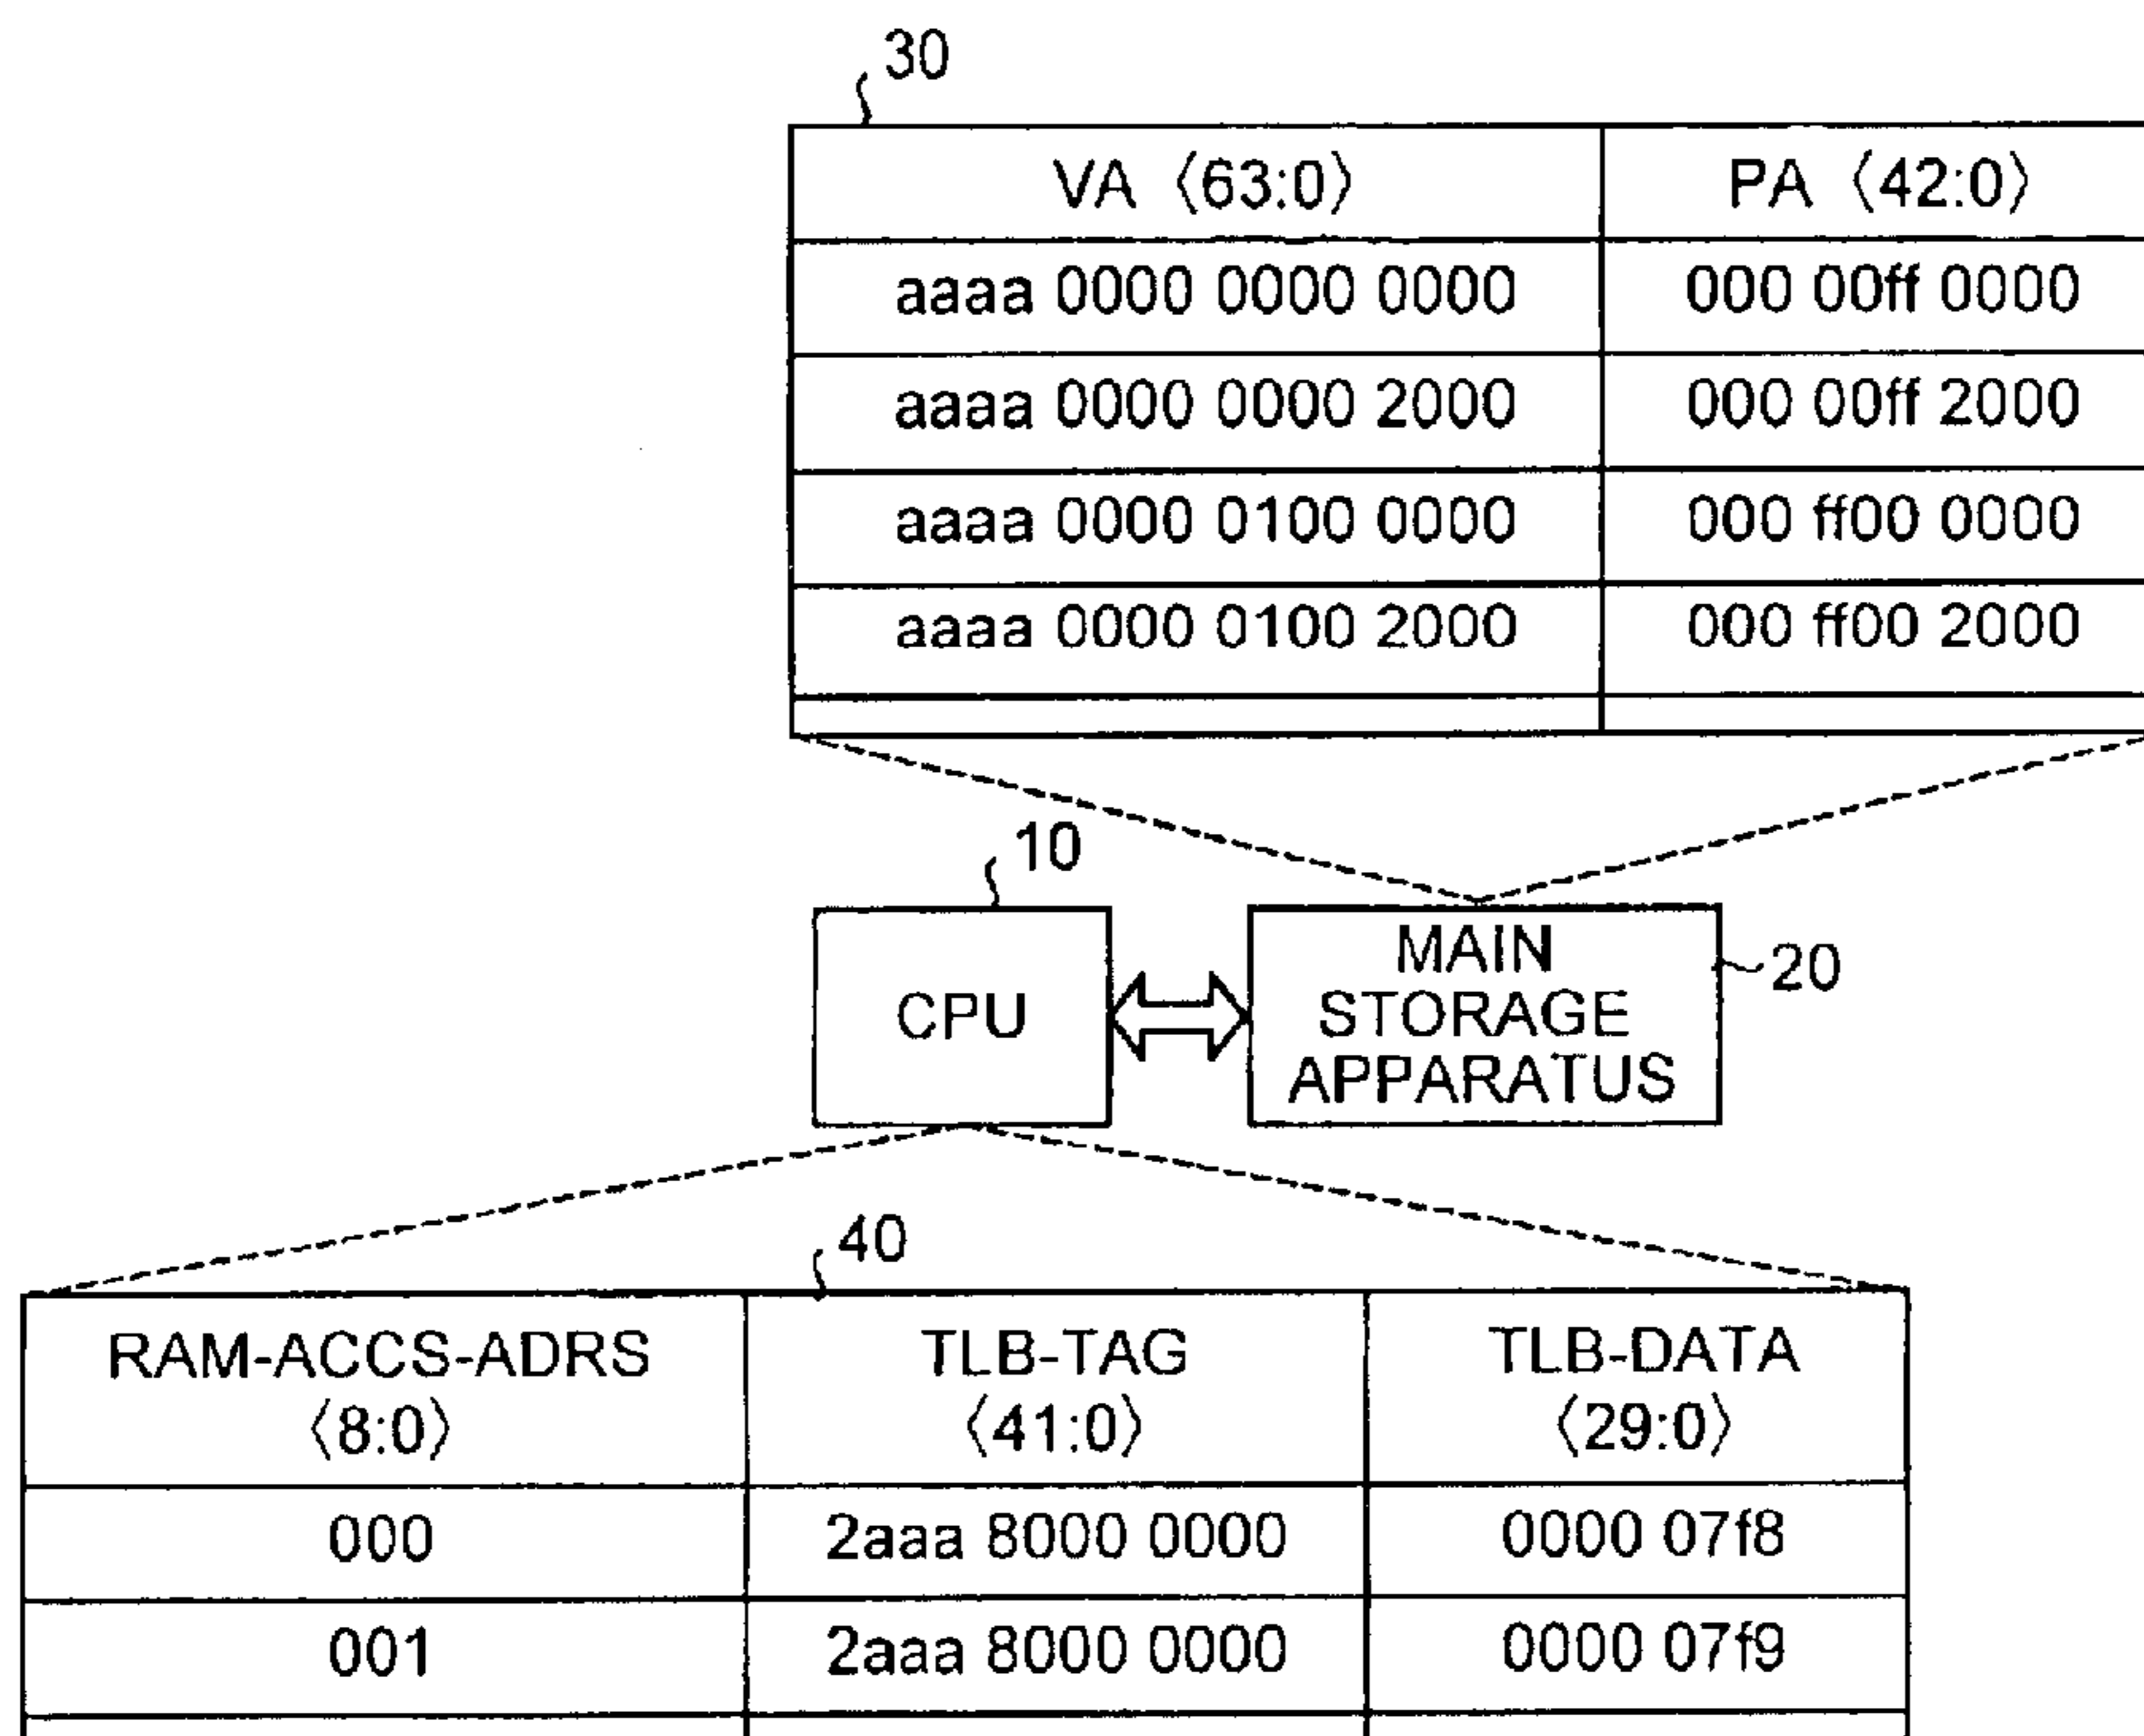 30
VA 〈63:0〉 PA 〈42:0〉
aaaa 0000 0000 0000 000 00ff 0000
aaaa 0000 0000 2000 000 00ff 2000
aaaa 0000 0100 0000 000 ff00 0000
aaaa 0000 0100 2000 000 ff00 2000
10
CPU
MAIN
STORAGE
APPARATUS
20
40
RAM-ACCS-ADRS
〈8:0〉
TLB-TAG
〈41:0〉
TLB-DATA
〈29:0〉
000 2aaa 8000 0000 0000 07f8
001 2aaa 8000 0000 0000 07f9